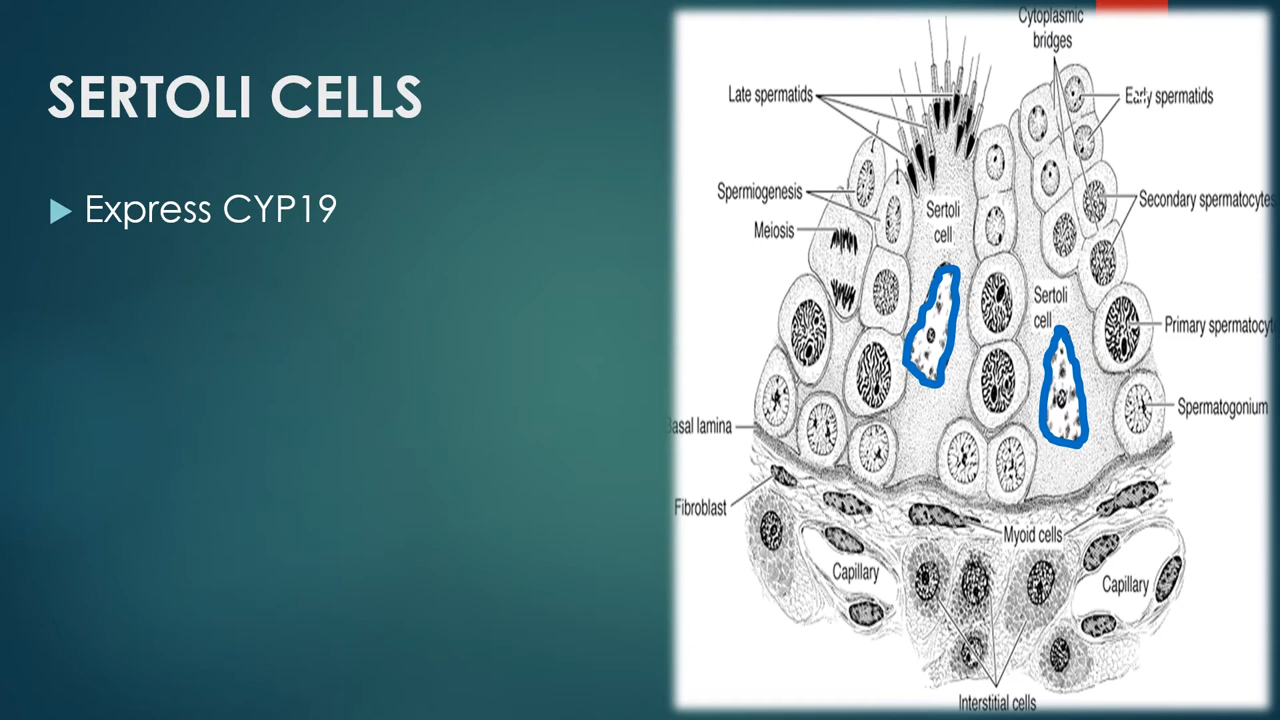 SERTOLI CELLS
Express CYP19
Cytoplasmic
bridges
Late spermatids
Early spermatids
Spermiogenesis
Secondary spermatocytes
Meiosis
Sertoli
cell
Sertoli
cell
Primary spermatocyt
Spermatogonium
Basal lamina
Fibroblast
Myoid cells
Capillary
Capillary
Interstitial cells